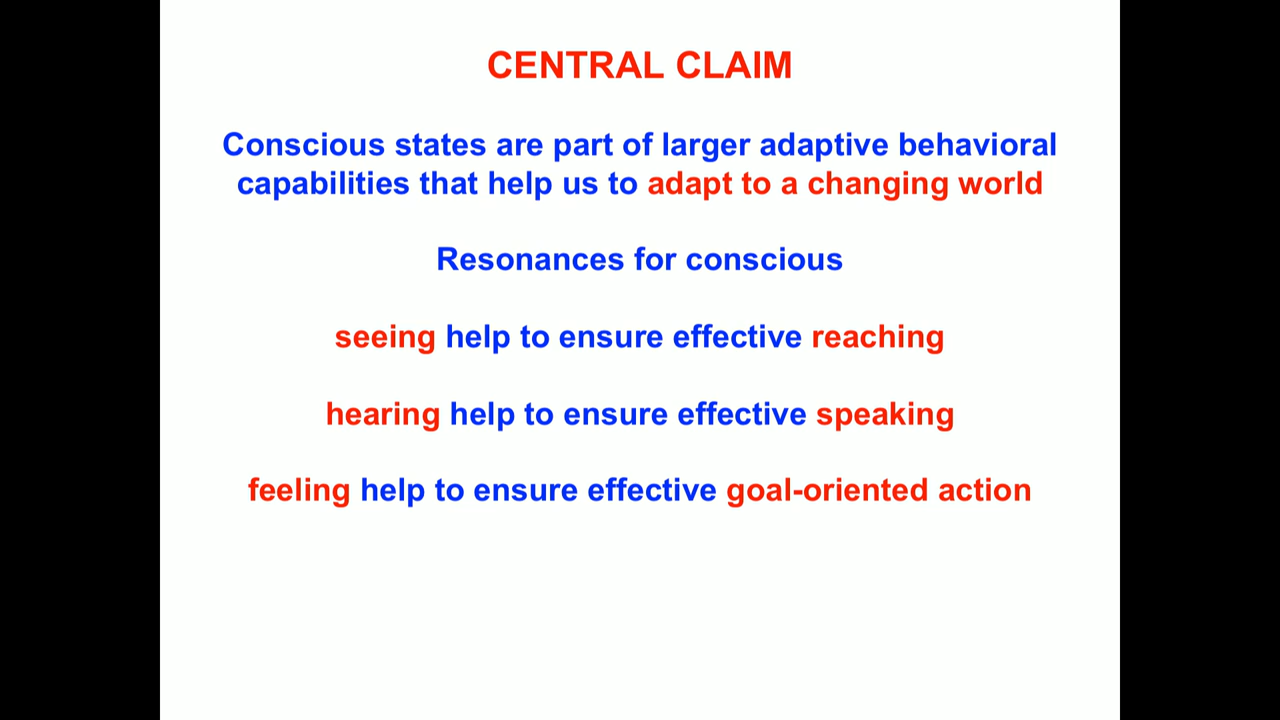 CENTRAL CLAIM
Conscious states are part of larger adaptive behavioral
capabilities that help us to adapt to a changing world
Resonances for conscious
seeing help to ensure effective reaching
hearing help to ensure effective speaking
feeling help to ensure effective goal-oriented action